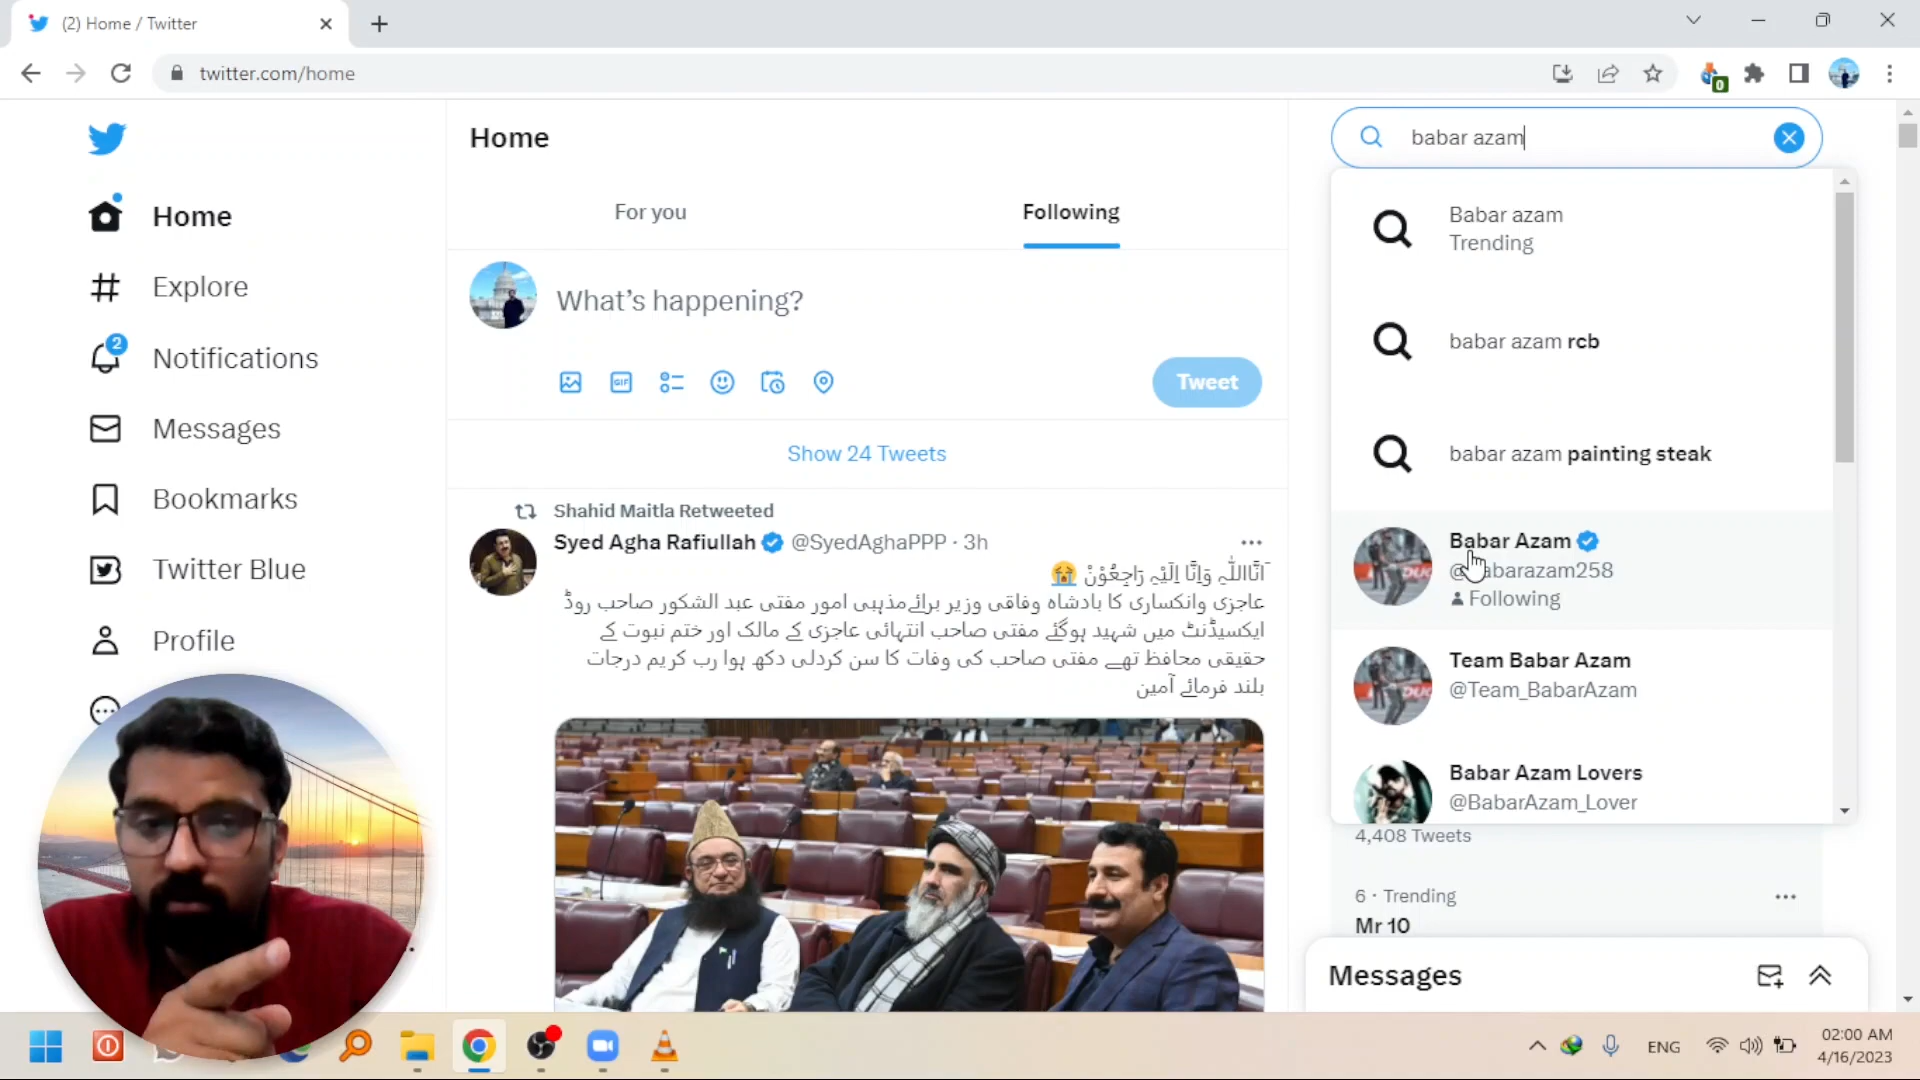 (2) Home / Twitter
twitter.com/home
0
Home
Explore
2
Notifications
Messages
Bookmarks
Twitter Blue
Profile
Home
For you
Following
What's happening?
GIF
Tweet
Show 24 Tweets
Shahid Maitla Retweeted
Syed Agha Rafiullah @SyedAghaPPP · 3h
اَنَّاللّٰہِ وَاِنَّا اِلَیْہِ رَاجِعُوْنْ
عاجزی وانکساری کا بادشاہ وفاقی وزیر برائےمذہبی امور مفتی عبد الشکور صاحب روڈ
ایکسیڈنٹ میں شہید ہوگئے مفتی صاحب انتہائی عاجزی کے مالک اور ختم نبوت کے
حقیقی محافظ تھے مفتی صاحب کی وفات کا سن کردلی دکھ ہوا رب کریم درجات
بلند فرمائے آمین
babar azam
Babar azam
Trending
babar azam rcb
babar azam painting steak
Babar Azam
Following
Team Babar Azam
@Team_BabarAzam
Babar Azam Lovers
@BabarAzam_Lover
4,408 Tweets
6 · Trending
Mr 10
Messages
ENG
02:00 AM
4/16/2023